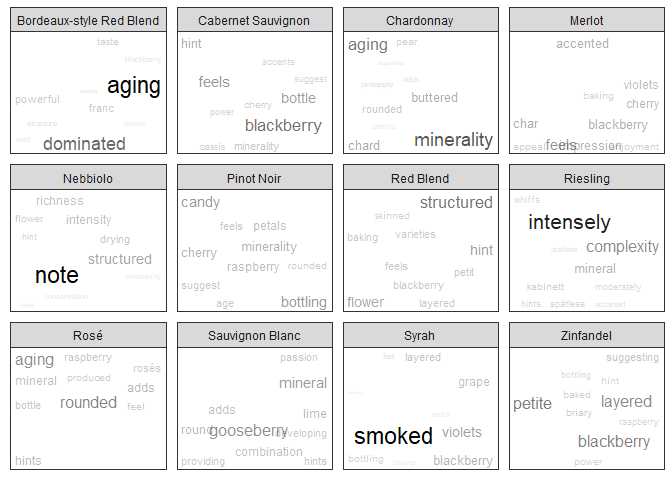 Bordeaux-style Red Blend
taste
blackberry
aging
powerful
franc
structure
dominated
Cabernet Sauvignon
hint
accents
feels
suggest
bottle
cherry
power
blackberry
cassis
minerality
Chardonnay
aging
pear
pineapple
adds
buttered
rounded
minerality
chard
Merlot
accented
violets
baking
cherry
char
blackberry
appeal
feels
impression
enjoyment
Nebbiolo
richness
flower
intensity
hint
drying
structured
note
complexity
concentration
Pinot Noir
candy
feels
petals
minerality
cherry
raspberry
rounded
suggest
age
bottling
Red Blend
structured
skinned
baking
varieties
hint
feels
petit
blackberry
flower
layered
Riesling
whiffs
intensely
complexity
mineral
kabinett
moderately
hints
spätlese
accented
Rosé
aging
raspberry
rosés
mineral
produced
adds
bottle
rounded
feel
hints
Sauvignon Blanc
passion
mineral
adds
lime
round
gooseberry
developing
combination
providing
hints
Syrah
feel
layered
grape
smoked
violets
bottling
baking
blackberry
Zinfandel
suggesting
bottling
hint
baked
petite
layered
briary
raspberry
blackberry
power